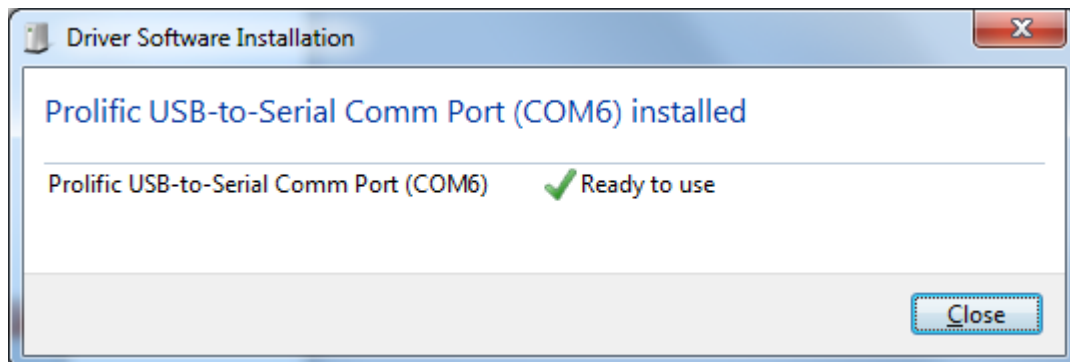 Driver Software Installation
Prolific USB-to-Serial Comm Port (COM6) installed
Prolific USB-to-Serial Comm Port (COM6) Ready to use
Close